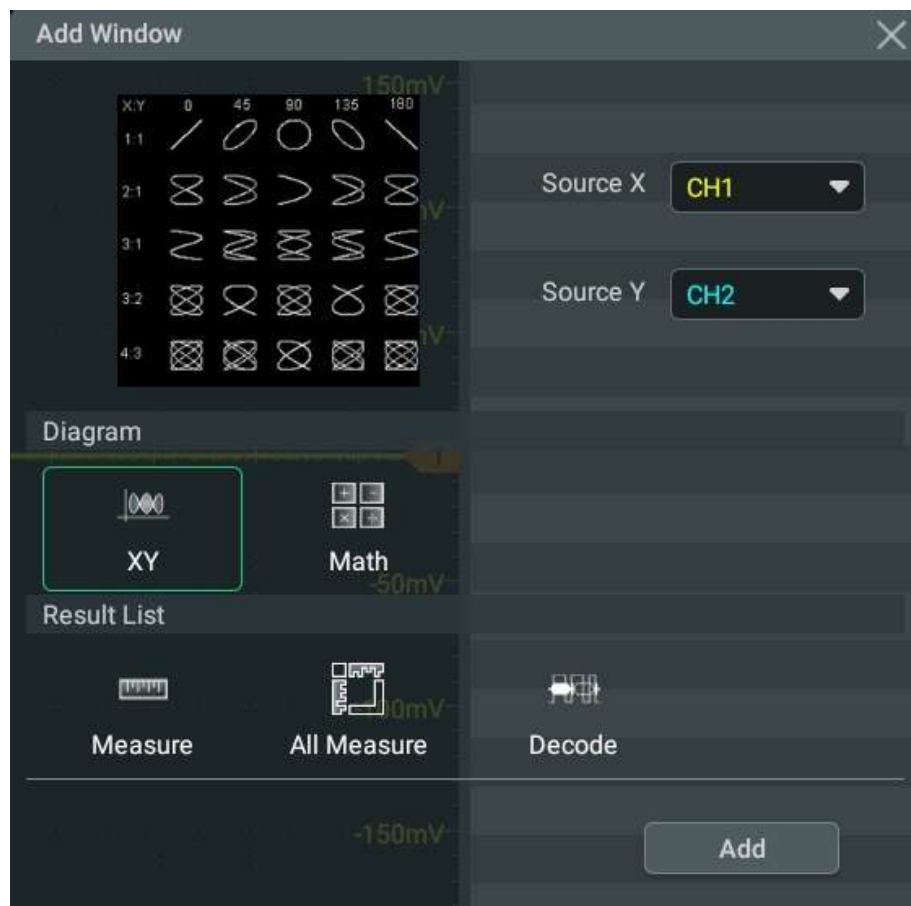 Add Window
150mV
X:Y 0 45 90 135 180
1:1
2:1
3:1
3:2
4:3
Source X CH1
Source Y CH2
Diagram
XY Math
-50mV
Result List
Measure All Measure Decode
-150mV
Add